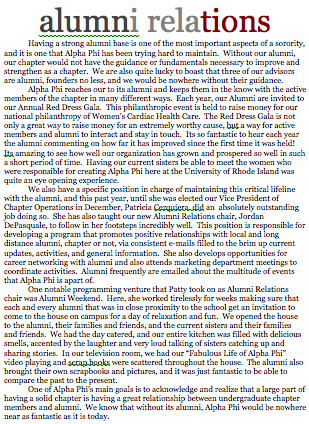 alumni relations
Having a strong alumni base is one of the most important aspects of a sorority,
and it is one that Alpha Phi has been trying hard to maintain.  Without our alumni,
our chapter would not have the guidance or fundamentals necessary to improve and
strengthen as a chapter.  We are also quite lucky to boast that three of our advisors
are alumni, founders no less, and we would be nowhere without their guidance.
Alpha Phi reaches our to its alumni and keeps them in the know with the active
members of the chapter in many different ways.  Each year, our Alumni are invited to
our Annual Red Dress Gala.  This philanthropic event is held to raise money for our
national philanthropy of Women's Cardiac Health Care.  The Red Dress Gala is not
only a great way to raise money for an extremely worthy cause, but a way for active
members and alumni to interact and stay in touch.  Its so fantastic to hear each year
the alumni commenting on how far it has improved since the first time it was held!
Its amazing to see how well our organization has grown and prospered so well in such
a short period of time.  Having our current sisters be able to meet the women who
were responsible for creating Alpha Phi here at the University of Rhode Island was
quite an eye opening experience.
We also have a specific position in charge of maintaining this critical lifeline
with the alumni, and this past year, until she was elected our Vice President of
Chapter Operations in December, Patricia did an absolutely outstanding
job doing so.  She has also taught our new Alumni Relations chair, Jordan
DePasquale, to follow in her footsteps incredibly well.  This position is responsible for
developing a program that promotes positive relationships with local and long
distance alumni, chapter or not, via consistent e-mails filled to the brim up current
updates, activities, and general information.  She also develops opportunities for
career networking with alumni and also attends marketing department meetings to
coordinate activities.  Alumni frequently are emailed about the multitude of events
that Alpha Phi is apart of.
One notable programming venture that Patty took on as Alumni Relations
chair was Alumni Weekend.  Here, she worked tirelessly for weeks making sure that
each and every alumni that was in close proximity to the school get an invitation to
come to the house on campus for a day of relaxation and fun.  We opened the house
to the alumni, their families and friends, and the current sisters and their families
and friends.  We had the day catered, and our entire kitchen was filled with delicious
smells, accented by the laughter and very loud talking of sisters catching up and
sharing stories.  In our television room, we had our "Fabulous Life of Alpha Phi"
video playing and scrap books were scattered throughout the house.  The alumni also
brought their own scrapbooks and pictures, and it was just fantastic to be able to
compare the past to the present.
One of Alpha Phi's main goals is to acknowledge and realize that a large part of
having a solid chapter is having a great relationship between undergraduate chapter
members and alumni.  We know that without its alumni, Alpha Phi would be nowhere
near as fantastic as it is today.